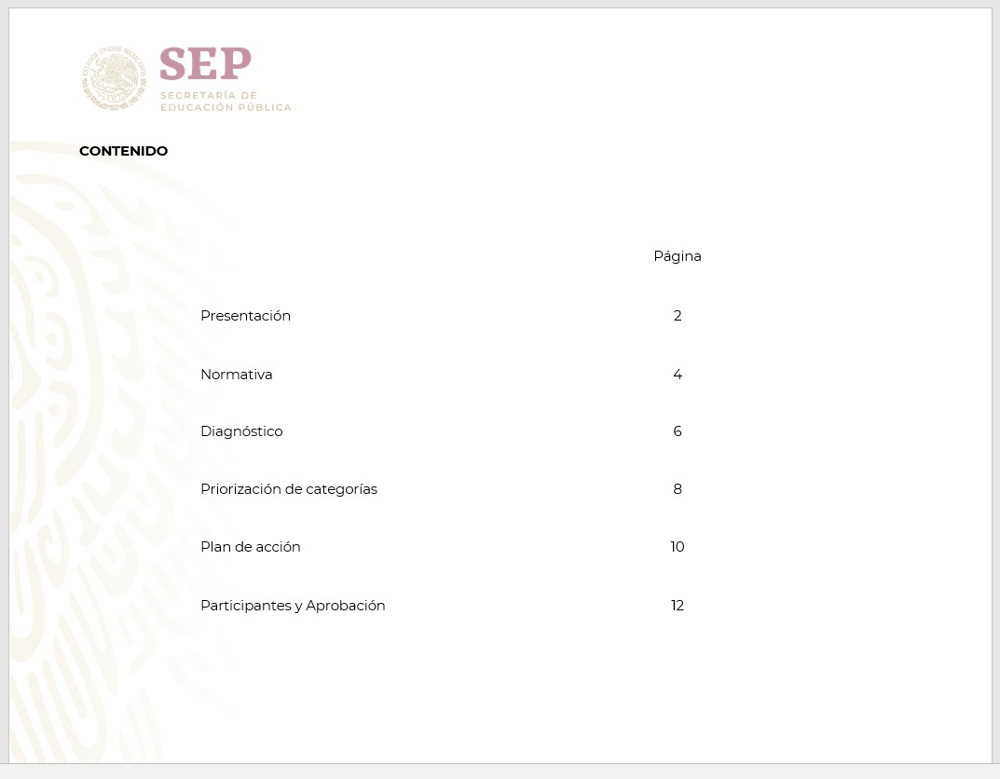 ESTADOS UNIDOS MEXICANOS
SEP
SECRETARÍA DE
EDUCACIÓN PÚBLICA
CONTENIDO
Página
Presentación 2
Normativa 4
Diagnóstico 6
Priorización de categorías 8
Plan de acción 10
Participantes y Aprobación 12